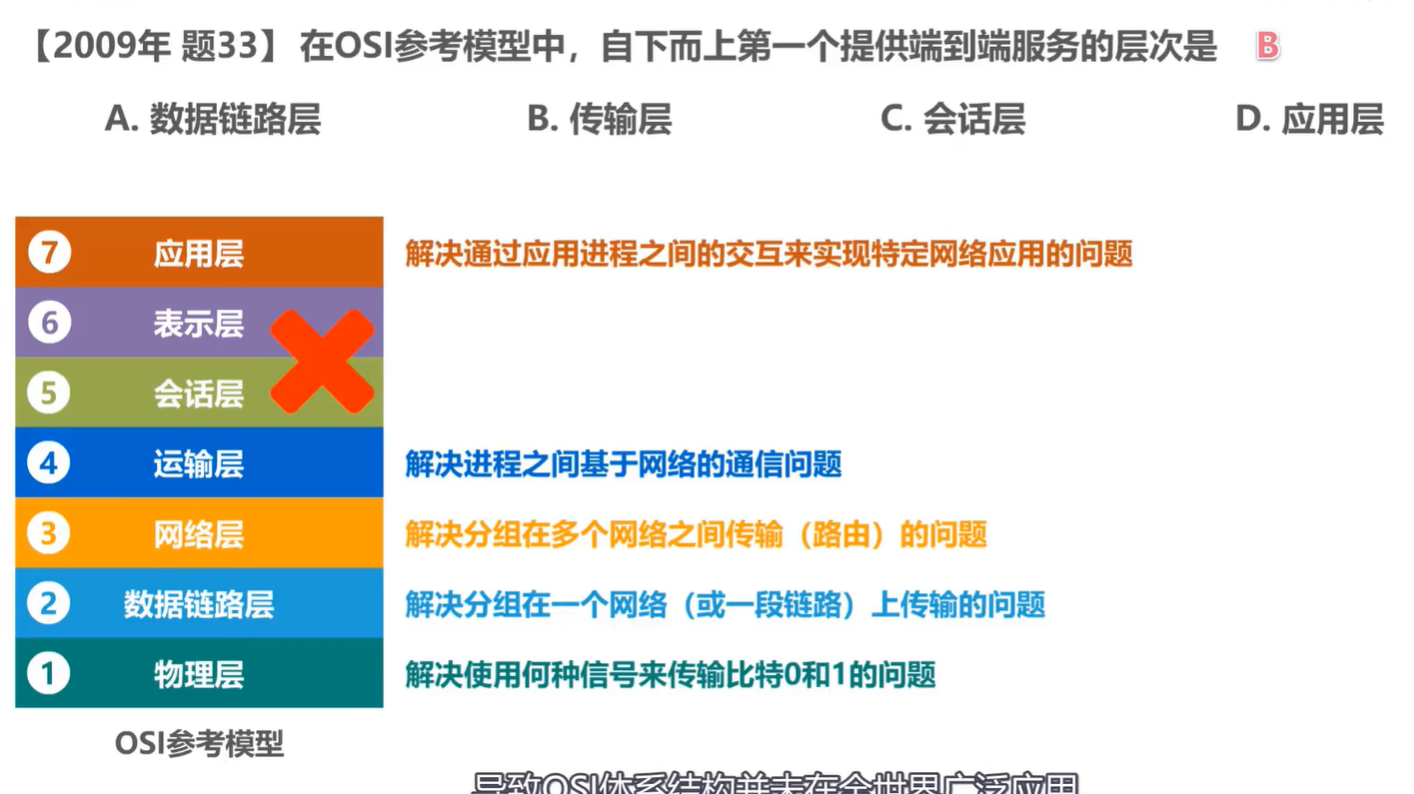 【2009年 题33】 在OSI参考模型中，自下而上第一个提供端到端服务的层次是 B
A. 数据链路层 B. 传输层 C. 会话层 D. 应用层
7 应用层 解决通过应用进程之间的交互来实现特定网络应用的问题
6 表示层
5 会话层
4 运输层 解决进程之间基于网络的通信问题
3 网络层 解决分组在多个网络之间传输（路由）的问题
2 数据链路层 解决分组在一个网络（或一段链路）上传输的问题
1 物理层 解决使用何种信号来传输比特0和1的问题
OSI参考模型
导致OSI体系结构并未在全世界广泛应用